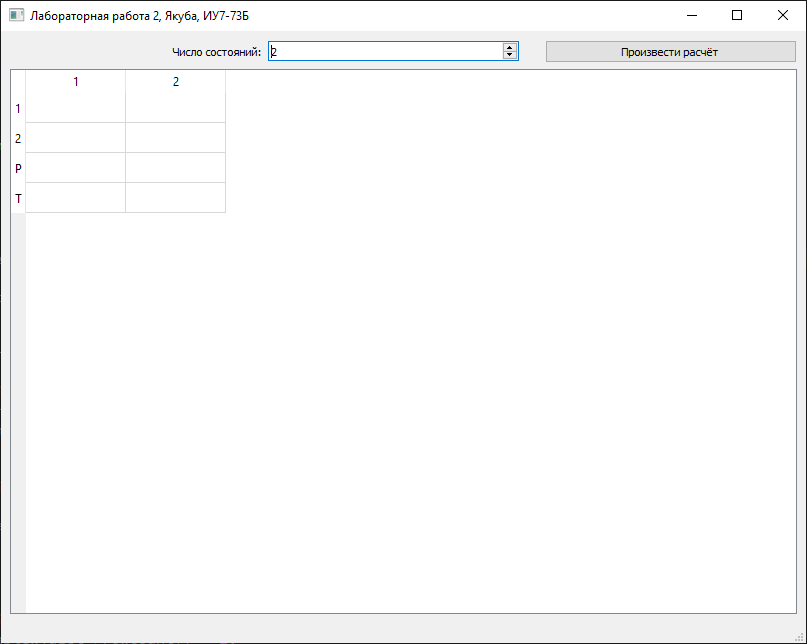 Лабораторная работа 2, Якуба, ИУ7-73Б
Число состояний: 2 Произвести расчёт
1 2
1
2
P
T